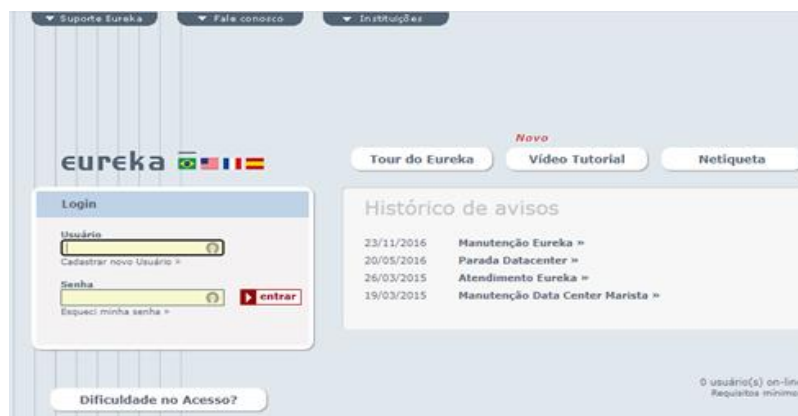 Suporte Eureka
Fale conosco
Instituições
eureka
Novo
Tour do Eureka
Vídeo Tutorial
Netiqueta
Login
Usuário
Cadastrar novo Usuário »
Senha
entrar
Esqueci minha senha »
Histórico de avisos
23/11/2016 Manutenção Eureka »
20/05/2016 Parada Datacenter »
26/03/2015 Atendimento Eureka »
19/03/2015 Manutenção Data Center Marista »
Dificuldade no Acesso?
0 usuário(s) on-line
Requisitos mínimos